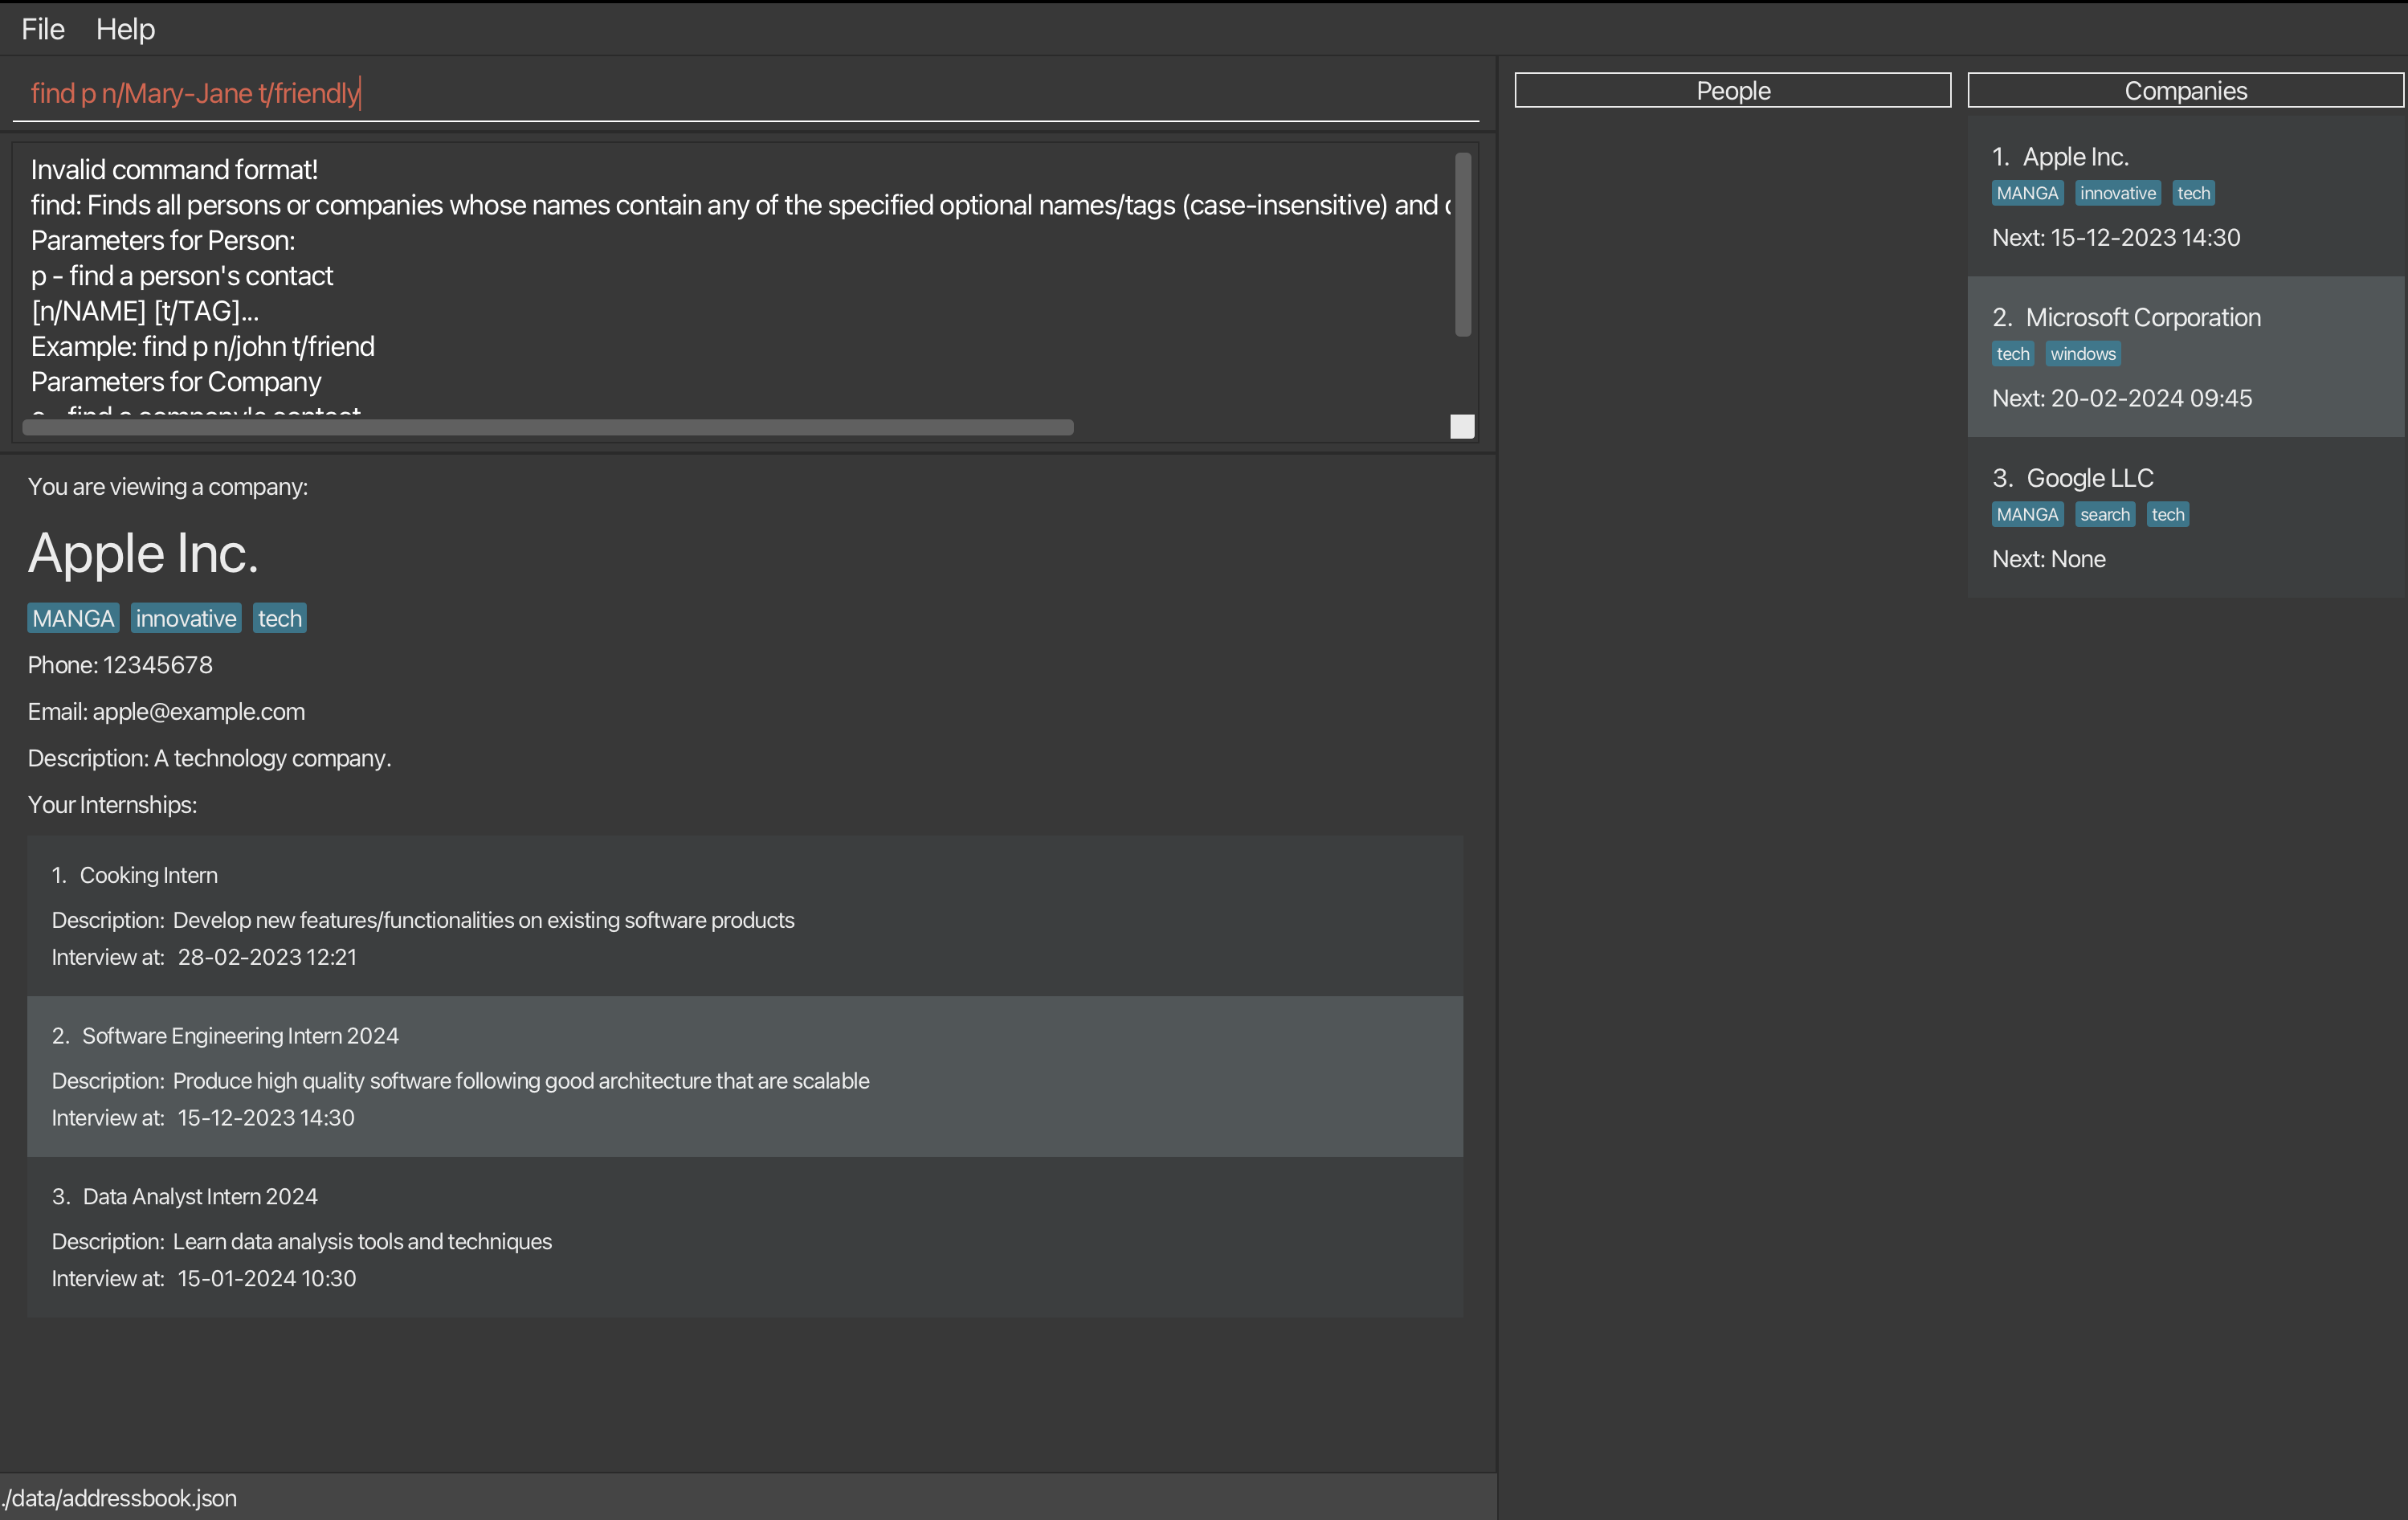 File Help
find p n/Mary-Jane t/friendly
Invalid command format!
find: Finds all persons or companies whose names contain any of the specified optional names/tags (case-insensitive) and
Parameters for Person:
p - find a person's contact
[n/NAME] [t/TAG]...
Example: find p n/john t/friend
Parameters for Company
c - find a company's contact
You are viewing a company:
Apple Inc.
MANGA innovative tech
Phone: 12345678
Email: apple@example.com
Description: A technology company.
Your Internships:
1. Cooking Intern
Description: Develop new features/functionalities on existing software products
Interview at: 28-02-2023 12:21
2. Software Engineering Intern 2024
Description: Produce high quality software following good architecture that are scalable
Interview at: 15-12-2023 14:30
3. Data Analyst Intern 2024
Description: Learn data analysis tools and techniques
Interview at: 15-01-2024 10:30
./data/addressbook.json
People
Companies
1. Apple Inc.
MANGA innovative tech
Next: 15-12-2023 14:30
2. Microsoft Corporation
tech windows
Next: 20-02-2024 09:45
3. Google LLC
MANGA search tech
Next: None